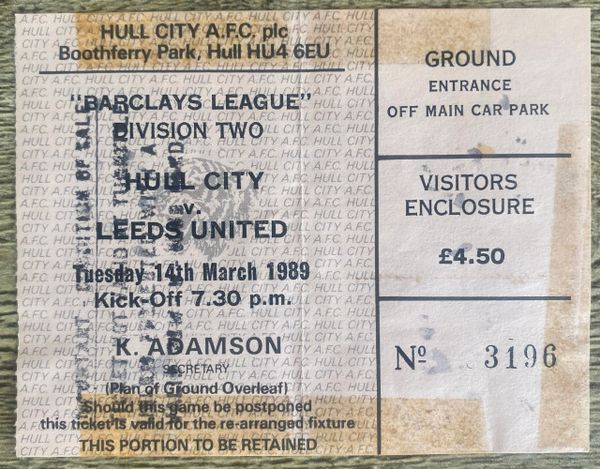 HULL CITY A.F.C. plc
Boothferry Park, Hull HU4 6EU
"BARCLAYS LEAGUE"
DIVISION TWO
HULL CITY
v.
LEEDS UNITED
Tuesday 14th March 1989
Kick-Off 7.30 p.m.
K. ADAMSON
SECRETARY
(Plan of Ground Overleaf)
Should this game be postponed
this ticket is valid for the re-arranged fixture
THIS PORTION TO BE RETAINED
GROUND
ENTRANCE
OFF MAIN CAR PARK
VISITORS
ENCLOSURE
£4.50
Nº 3196